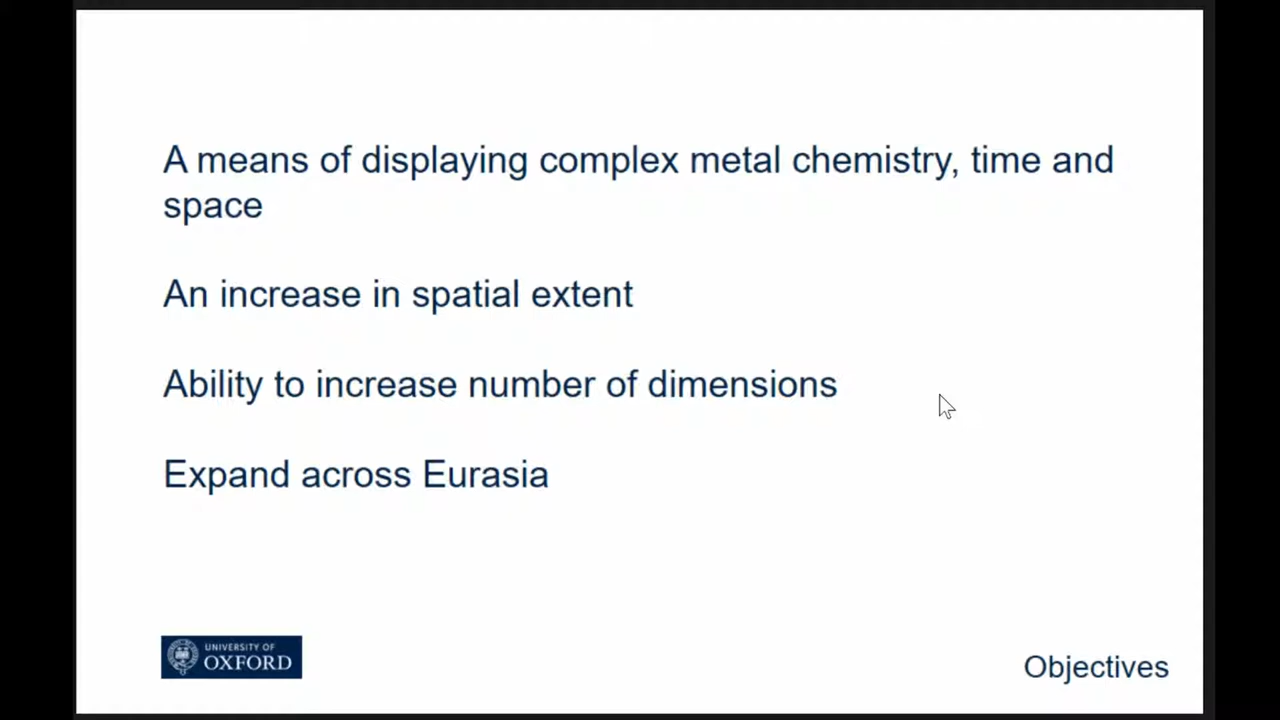 A means of displaying complex metal chemistry, time and
space
An increase in spatial extent
Ability to increase number of dimensions
Expand across Eurasia
UNIVERSITY OF
OXFORD
Objectives